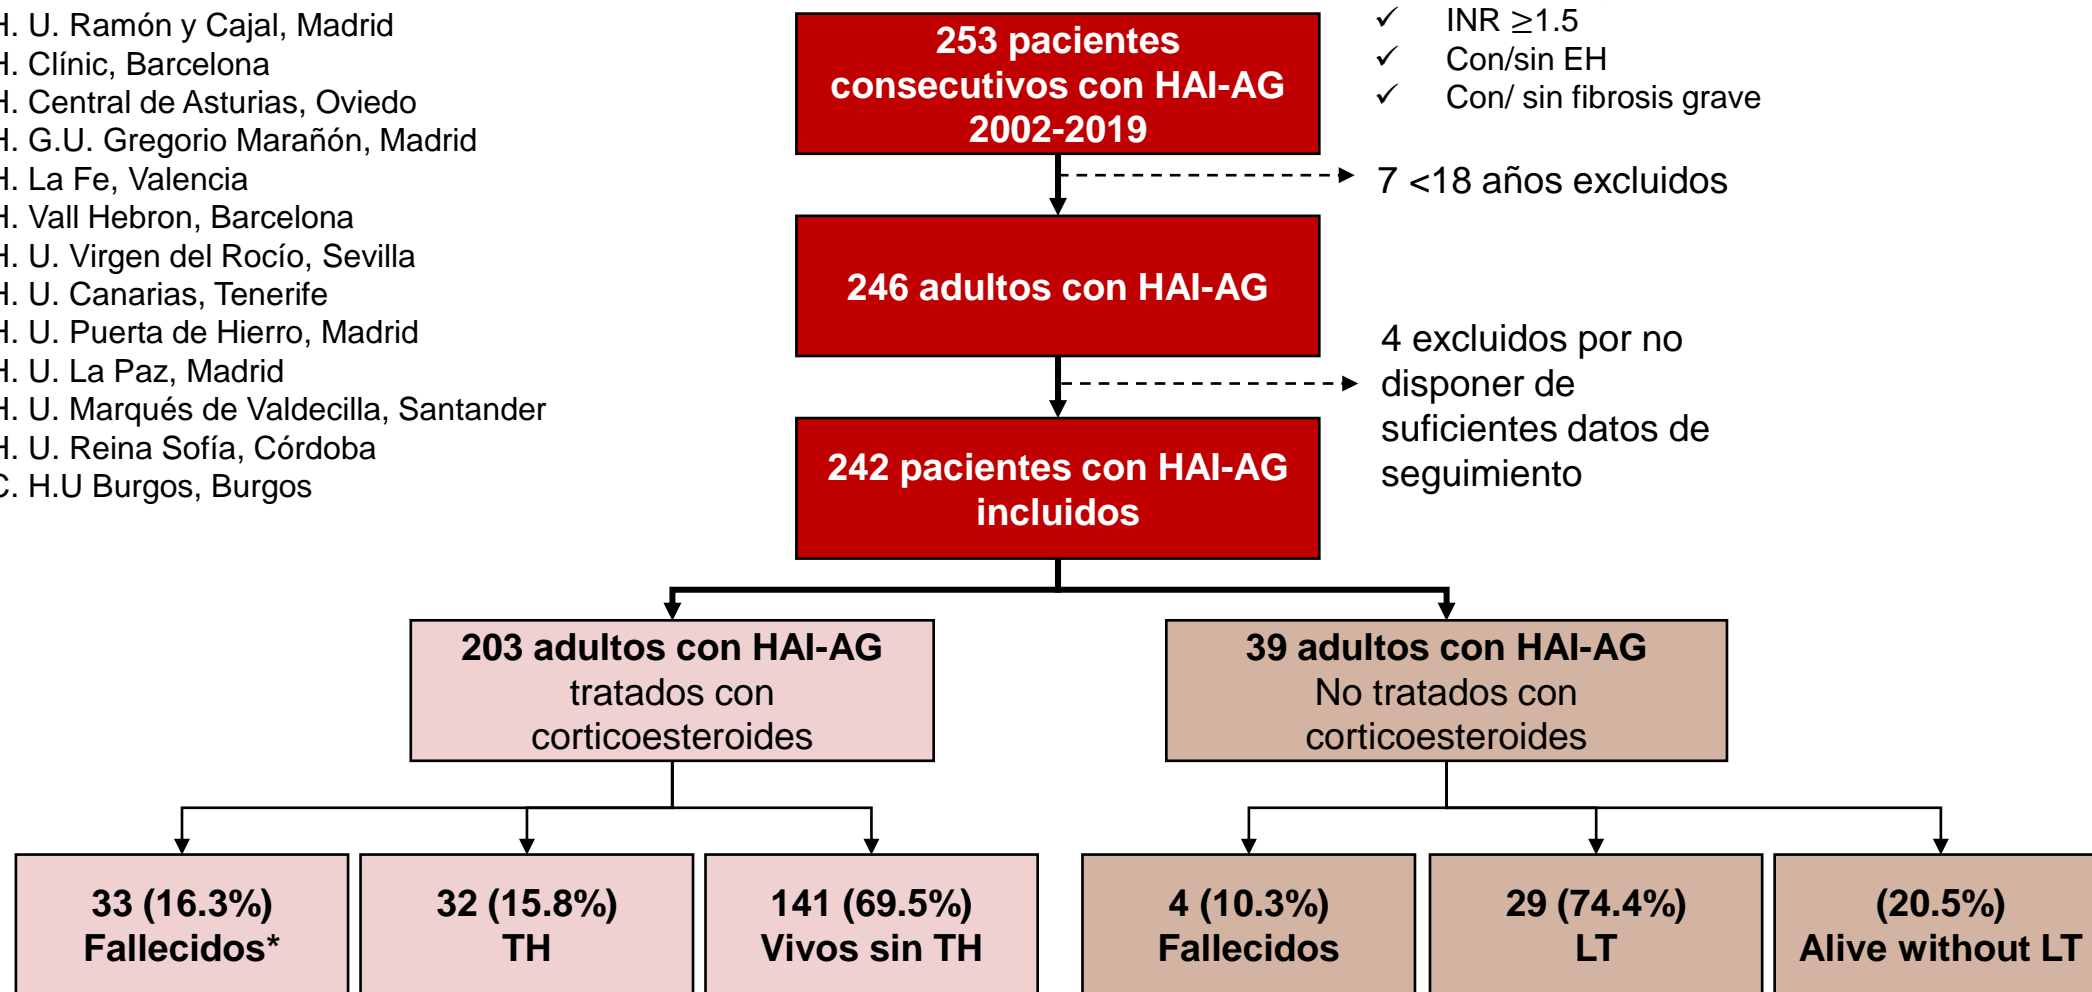 H. U. Ramón y Cajal, Madrid
H. Clínic, Barcelona
H. Central de Asturias, Oviedo
H. G.U. Gregorio Marañón, Madrid
H. La Fe, Valencia
H. Vall Hebron, Barcelona
H. U. Virgen del Rocío, Sevilla
H. U. Canarias, Tenerife
H. U. Puerta de Hierro, Madrid
H. U. La Paz, Madrid
H. U. Marqués de Valdecilla, Santander
H. U. Reina Sofía, Córdoba
C. H.U Burgos, Burgos
253 pacientes
consecutivos con HAI-AG
2002-2019
✓ INR ≥1.5
✓ Con/sin EH
✓ Con/ sin fibrosis grave
7 <18 años excluidos
246 adultos con HAI-AG
4 excluidos por no
disponer de
suficientes datos de
seguimiento
242 pacientes con HAI-AG
incluidos
203 adultos con HAI-AG
tratados con
corticoesteroides
39 adultos con HAI-AG
No tratados con
corticoesteroides
33 (16.3%)
Fallecidos*
32 (15.8%)
TH
141 (69.5%)
Vivos sin TH
4 (10.3%)
Fallecidos
29 (74.4%)
LT
(20.5%)
Alive without LT